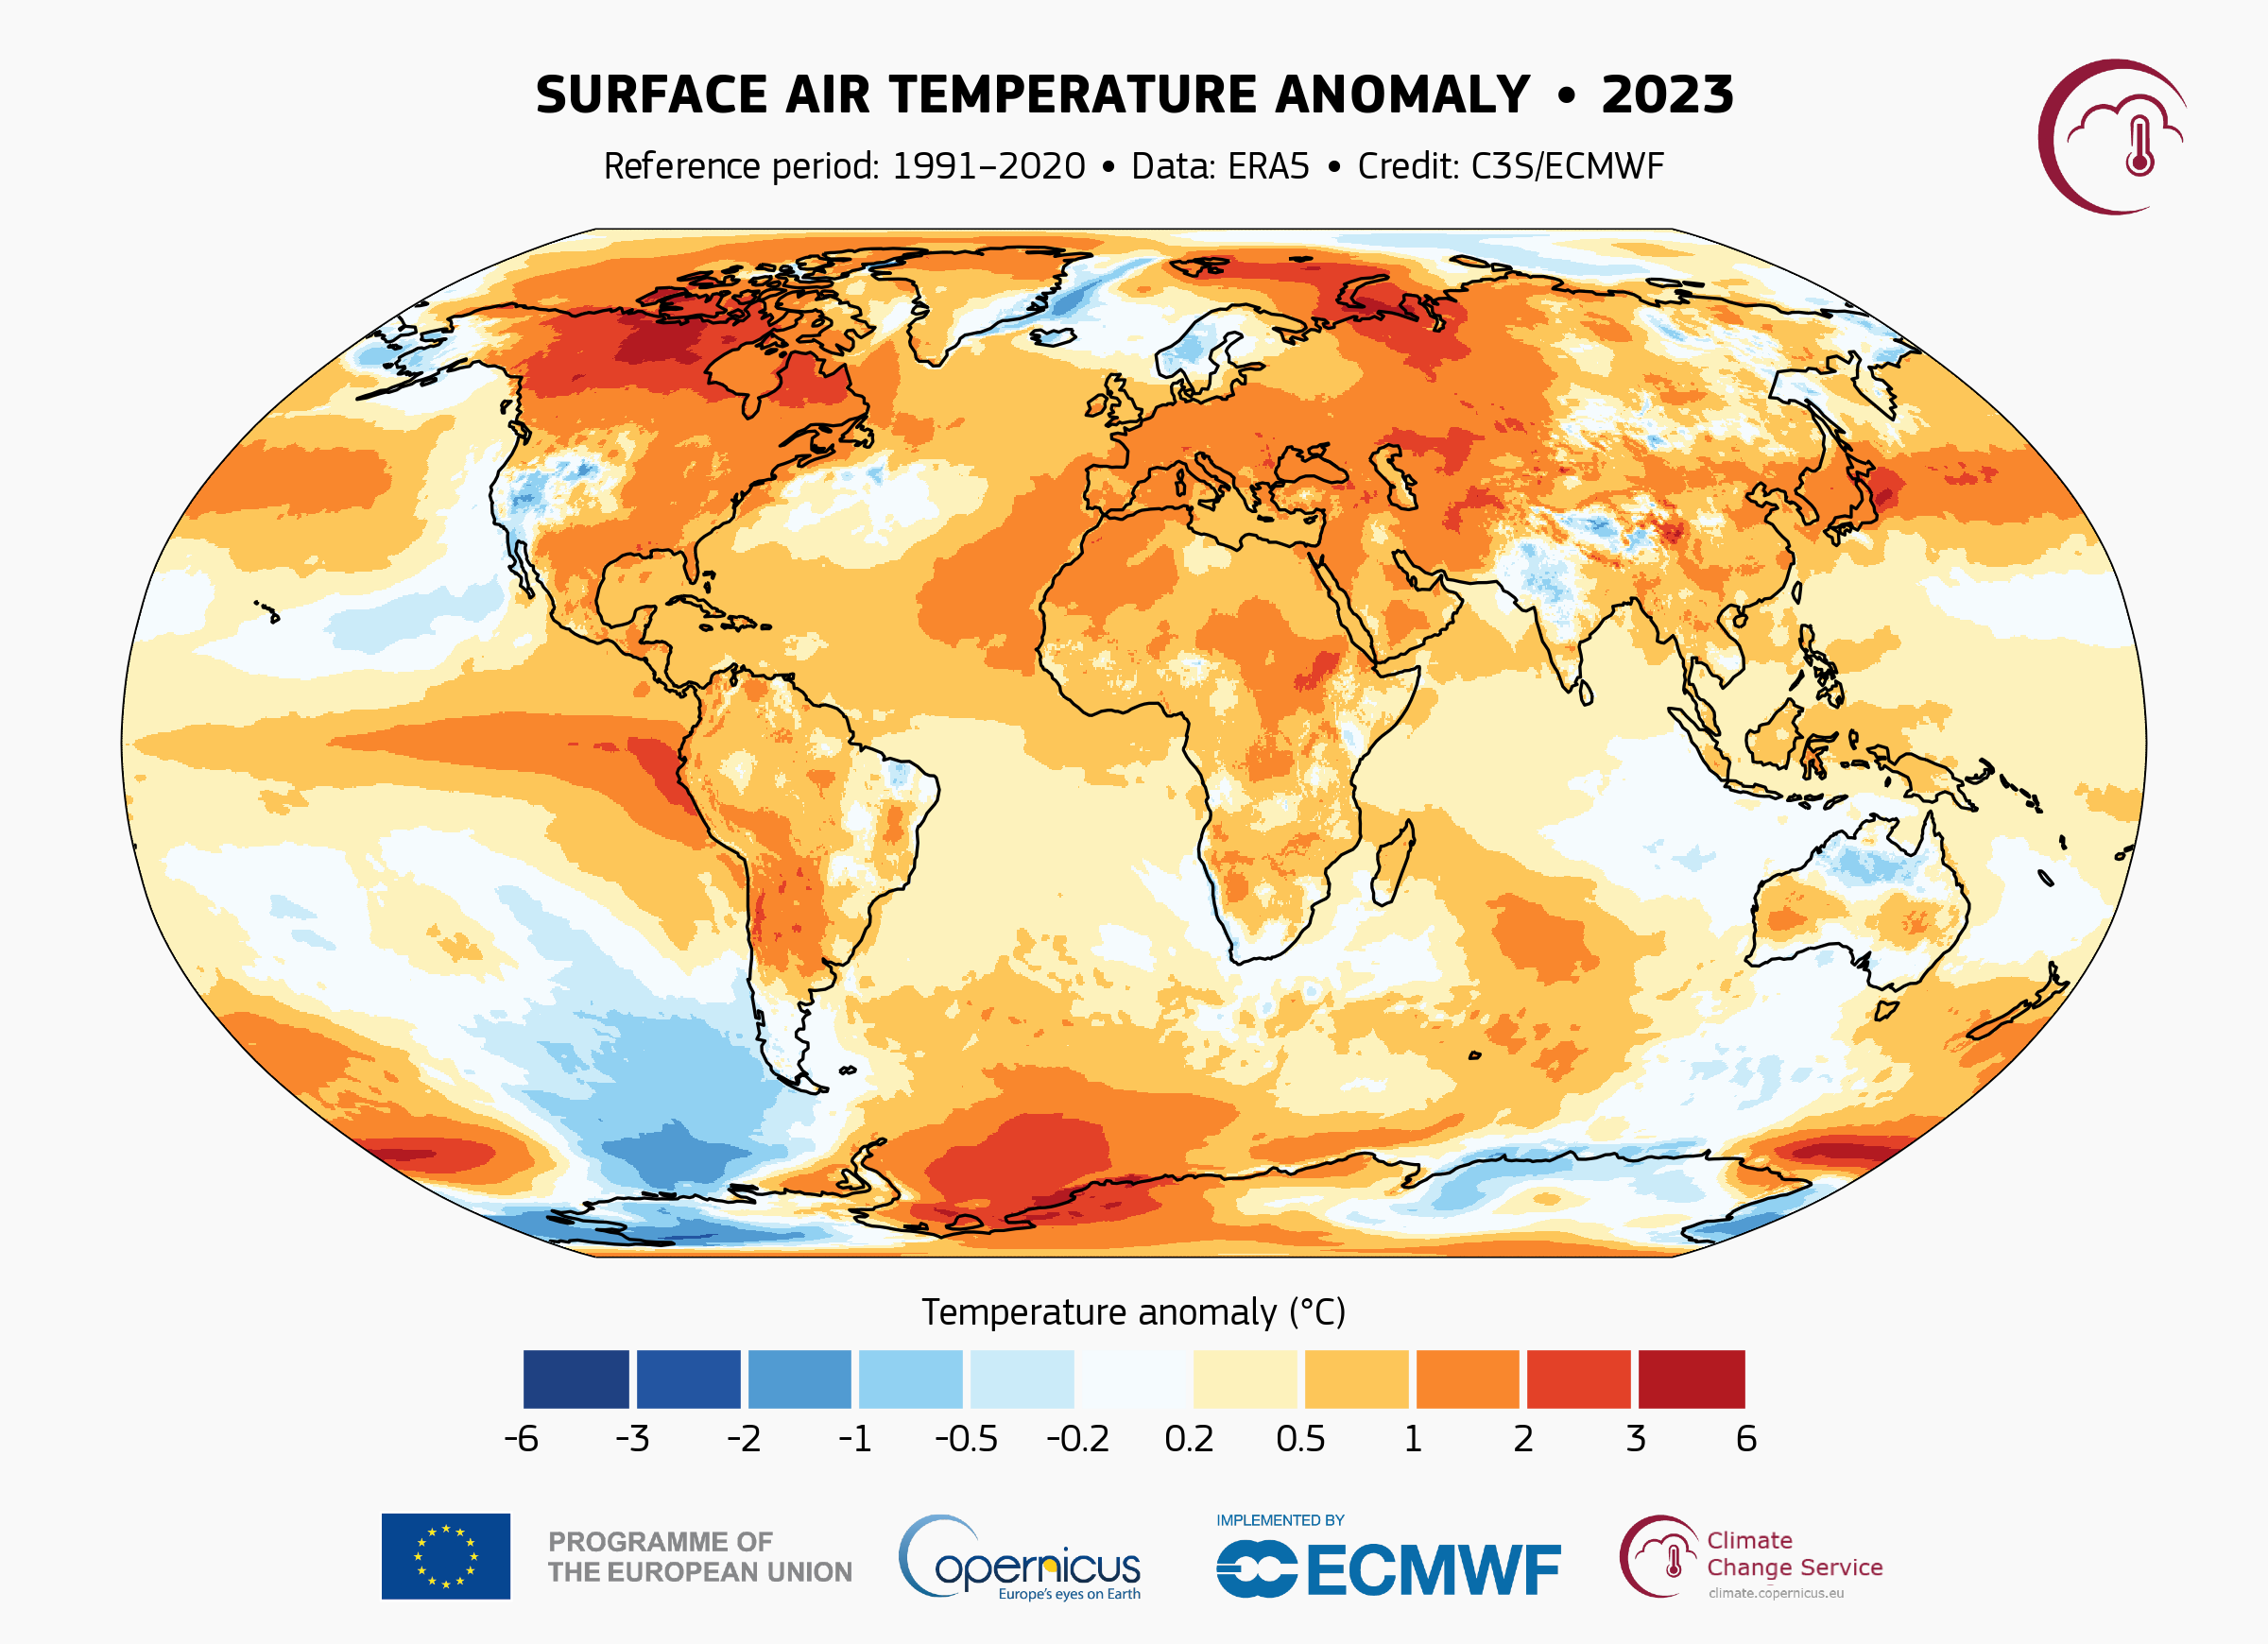 SURFACE AIR TEMPERATURE ANOMALY • 2023
Reference period: 1991–2020 • Data: ERA5 • Credit: C3S/ECMWF
Temperature anomaly (°C)
-6 -3 -2 -1 -0.5 -0.2 0.2 0.5 1 2 3 6
PROGRAMME OF
THE EUROPEAN UNION
opernicus
Europe's eyes on Earth
IMPLEMENTED BY
ECMWF
Climate
Change Service
climate.copernicus.eu